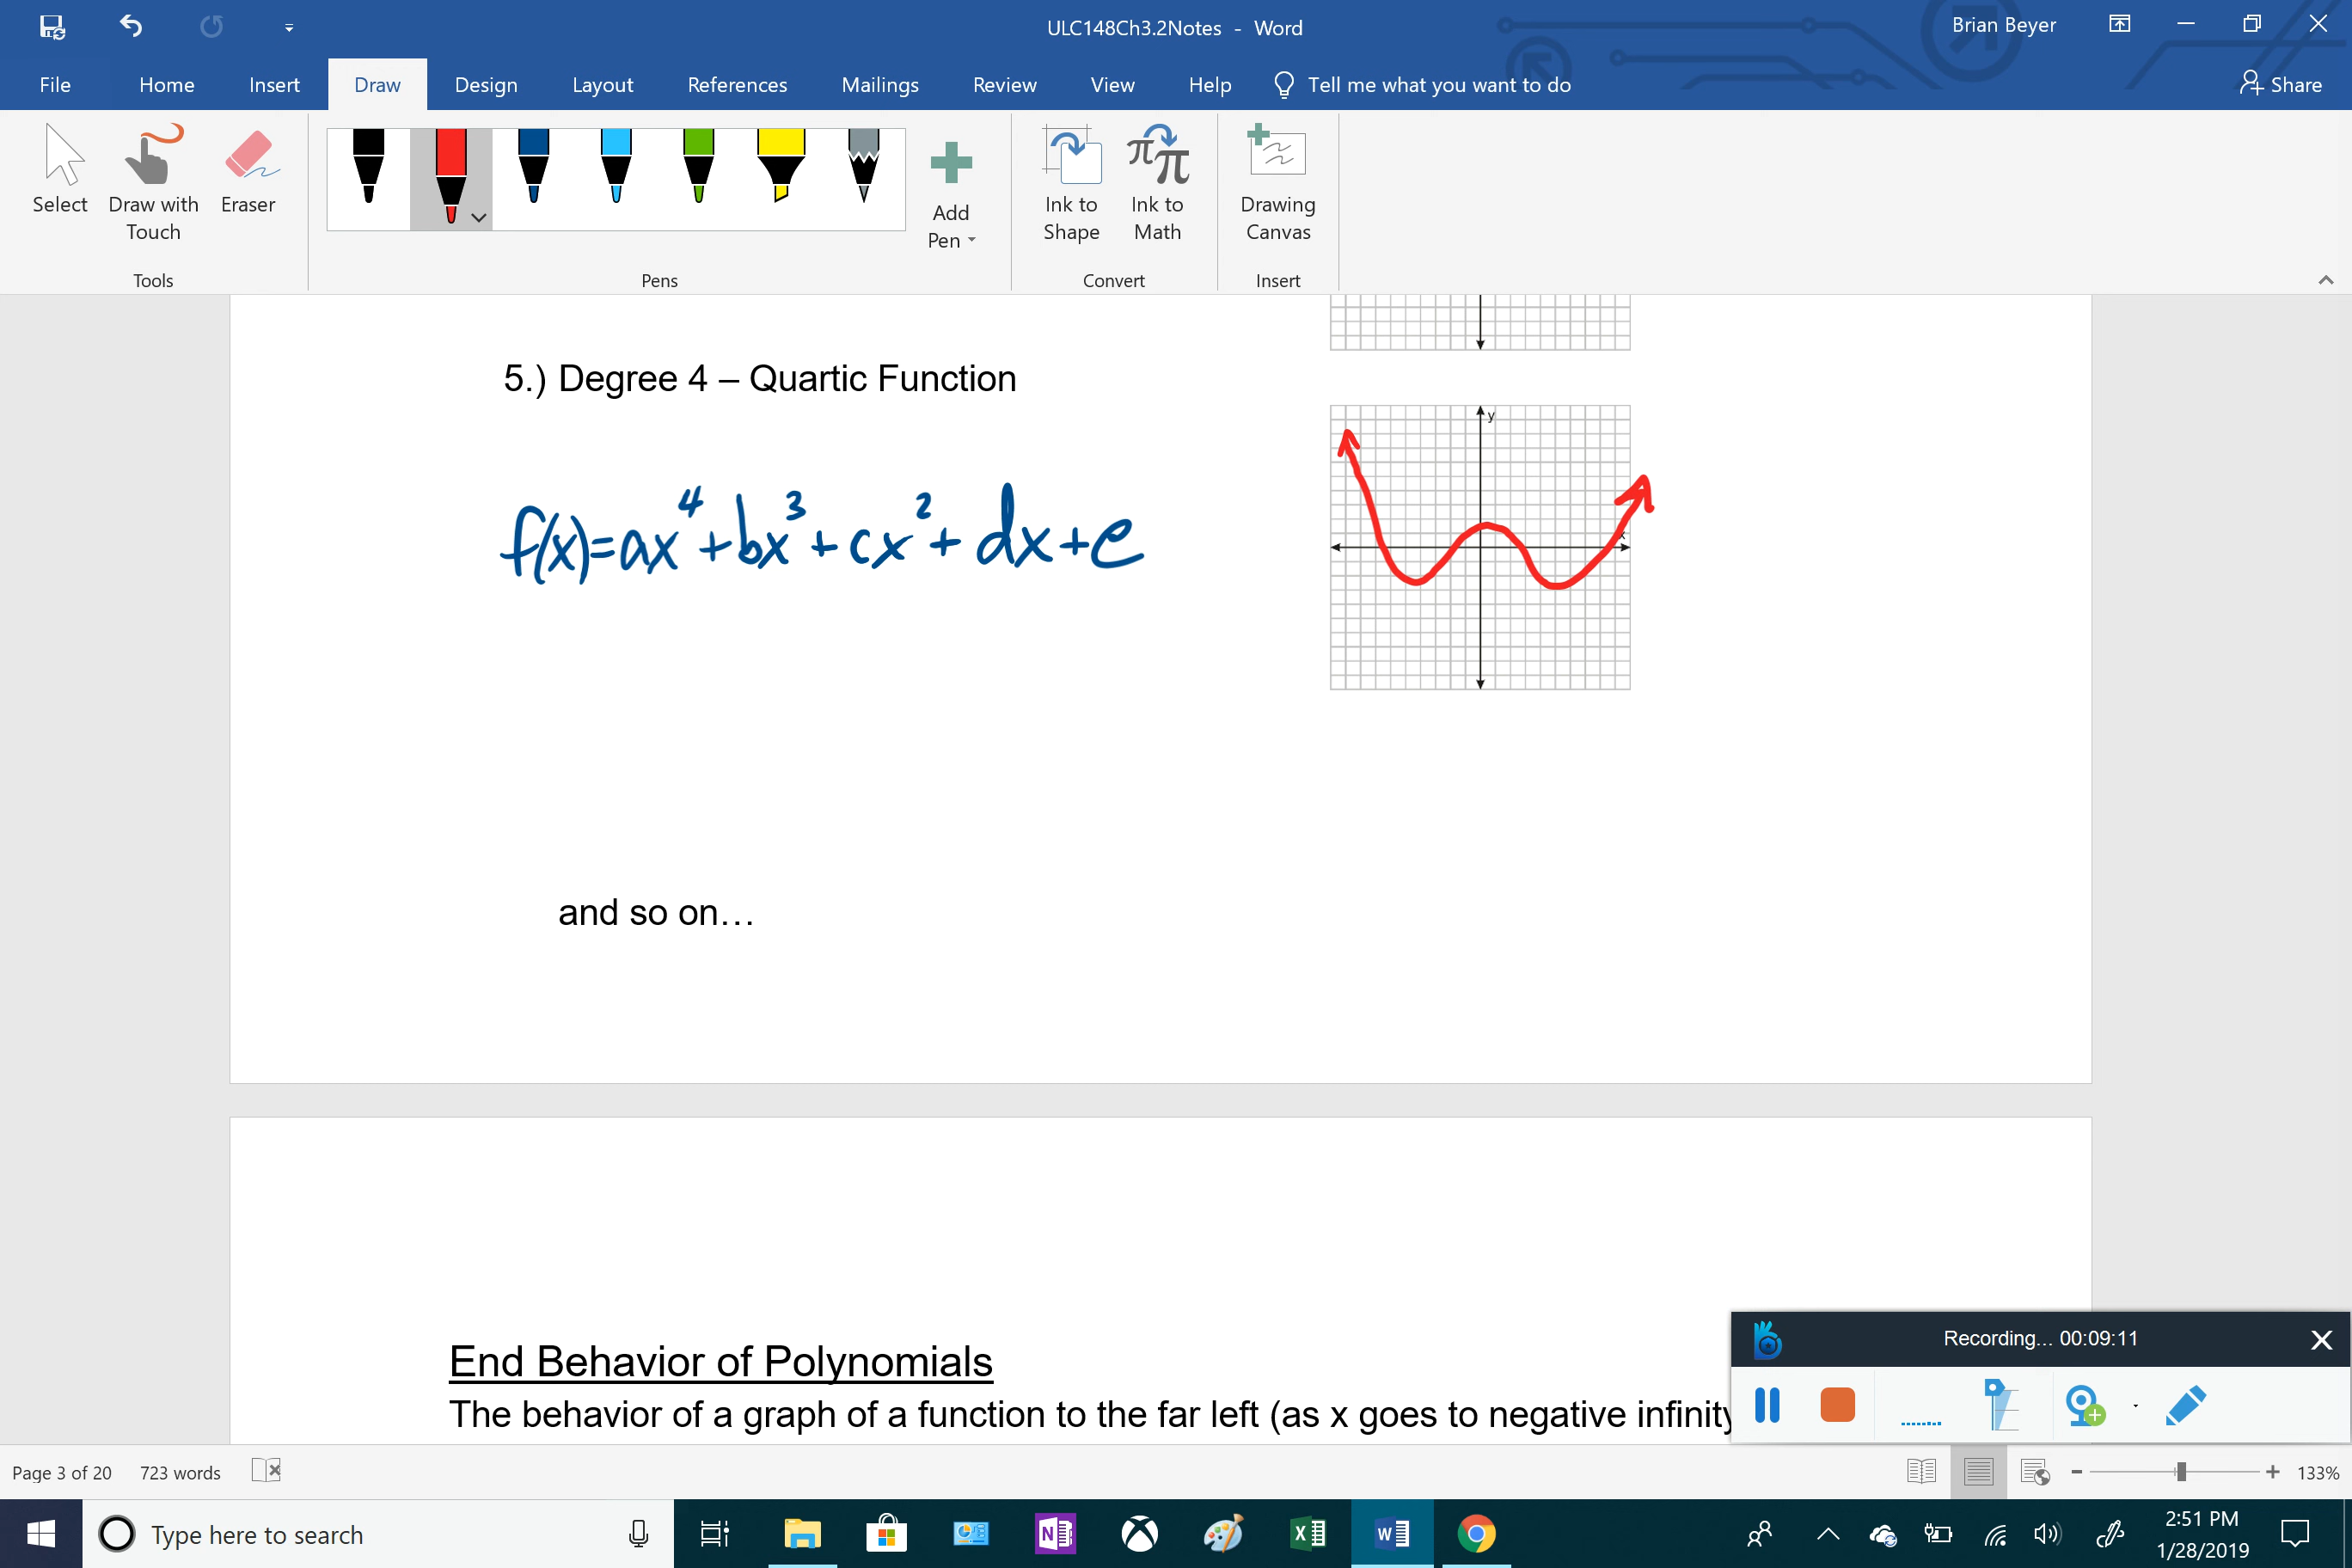 ULC148Ch3.2Notes - Word
Brian Beyer
File Home Insert Draw Design Layout References Mailings Review View Help Tell me what you want to do Share
Select
Draw with
Touch
Eraser
Add
Pen
Ink to
Shape
Ink to
Math
Drawing
Canvas
Tools Pens Convert Insert
5.) Degree 4 – Quartic Function
y
x
f(x)=ax⁴+bx³+cx²+dx+e
and so on…
End Behavior of Polynomials
The behavior of a graph of a function to the far left (as x goes to negative infinity
Recording... 00:09:11
Page 3 of 20 723 words
133%
Type here to search
2:51 PM
1/28/2019